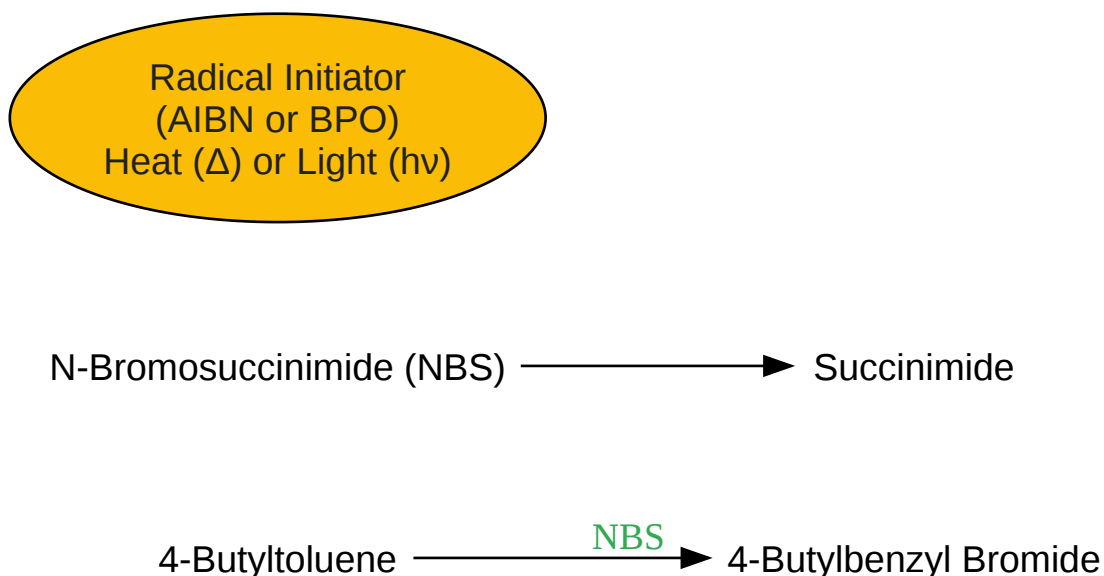 Radical Initiator
(AIBN or BPO)
Heat (Δ) or Light (hν)
N-Bromosuccinimide (NBS) Succinimide
NBS
4-Butyltoluene 4-Butylbenzyl Bromide